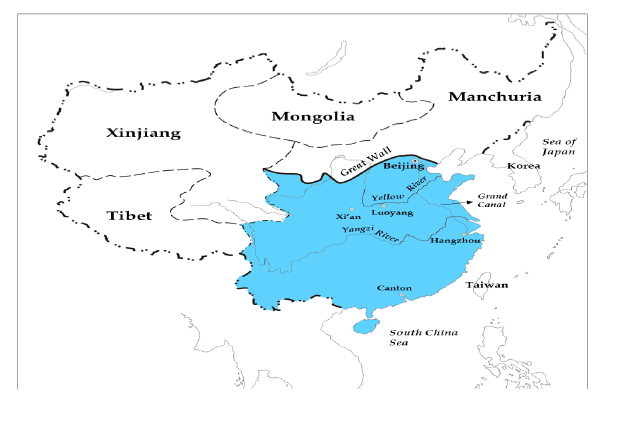 Manchuria
Mongolia
Xinjiang
Sea of
Japan
Great Wall
Beijing
Korea
Yellow
River
Grand
Canal
Tibet
Xi'an
Luoyang
Yangzi River
Hangzhou
Canton
Taiwan
South China
Sea